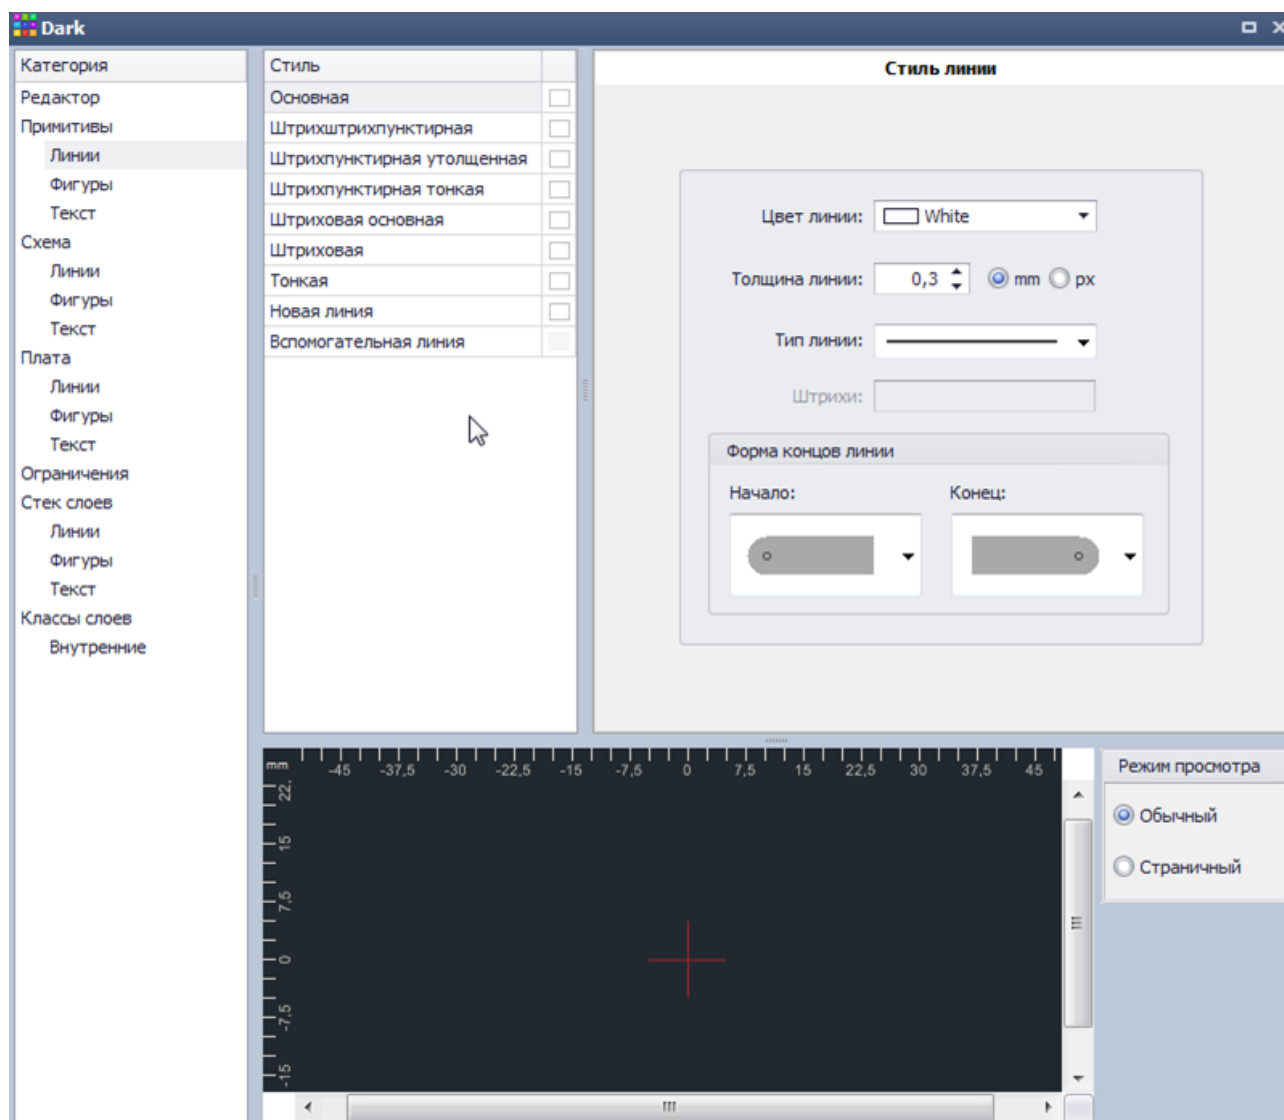 Dark
Категория
Редактор
Примитивы
Линии
Фигуры
Текст
Схема
Линии
Фигуры
Текст
Плата
Линии
Фигуры
Текст
Ограничения
Стек слоев
Линии
Фигуры
Текст
Классы слоев
Внутренние
Стиль
Основная
Штрихштрихпунктирная
Штрихпунктирная утолщенная
Штрихпунктирная тонкая
Штриховая основная
Штриховая
Тонкая
Новая линия
Вспомогательная линия
Стиль линии
Цвет линии: White
Толщина линии: 0,3 mm px
Тип линии:
Штрихи:
Форма концов линии
Начало: Конец:
mm -45 -37,5 -30 -22,5 -15 -7,5 0 7,5 15 22,5 30 37,5 45
22,
15
7,5
0
-7,5
-15
Режим просмотра
Обычный
Страничный